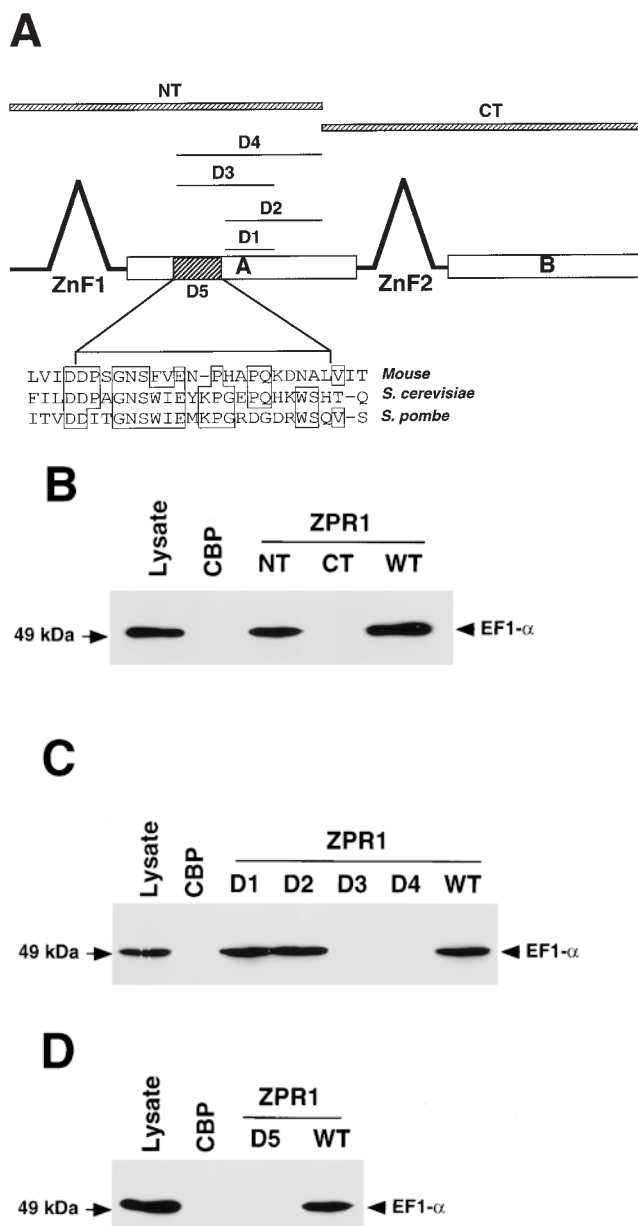 A
NT
CT
D4
D3
D2
D1
A
B
ZnF1
D5
ZnF2
LVIDDPSGNSFVEN-PHAPQKDNALVIT Mouse
FILDDPAGNSWIEYKPGEPQHKWSHT-Q S. cerevisiae
ITVDDITGNSWIEMKPGRDGDRWSQV-S S. pombe
B
Lysate CBP ZPR1
NT CT WT
49 kDa EF1-α
C
Lysate CBP ZPR1
D1 D2 D3 D4 WT
49 kDa EF1-α
D
Lysate CBP ZPR1
D5 WT
49 kDa EF1-α